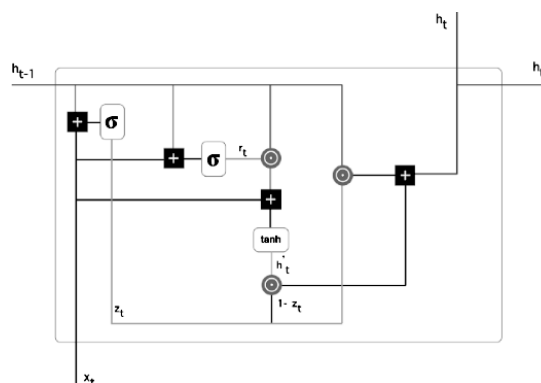 h_t
h_{t-1}
h_t
+
σ
+
σ
r_t
+
+
tanh
h*_t
z_t
1- z_t
x_t